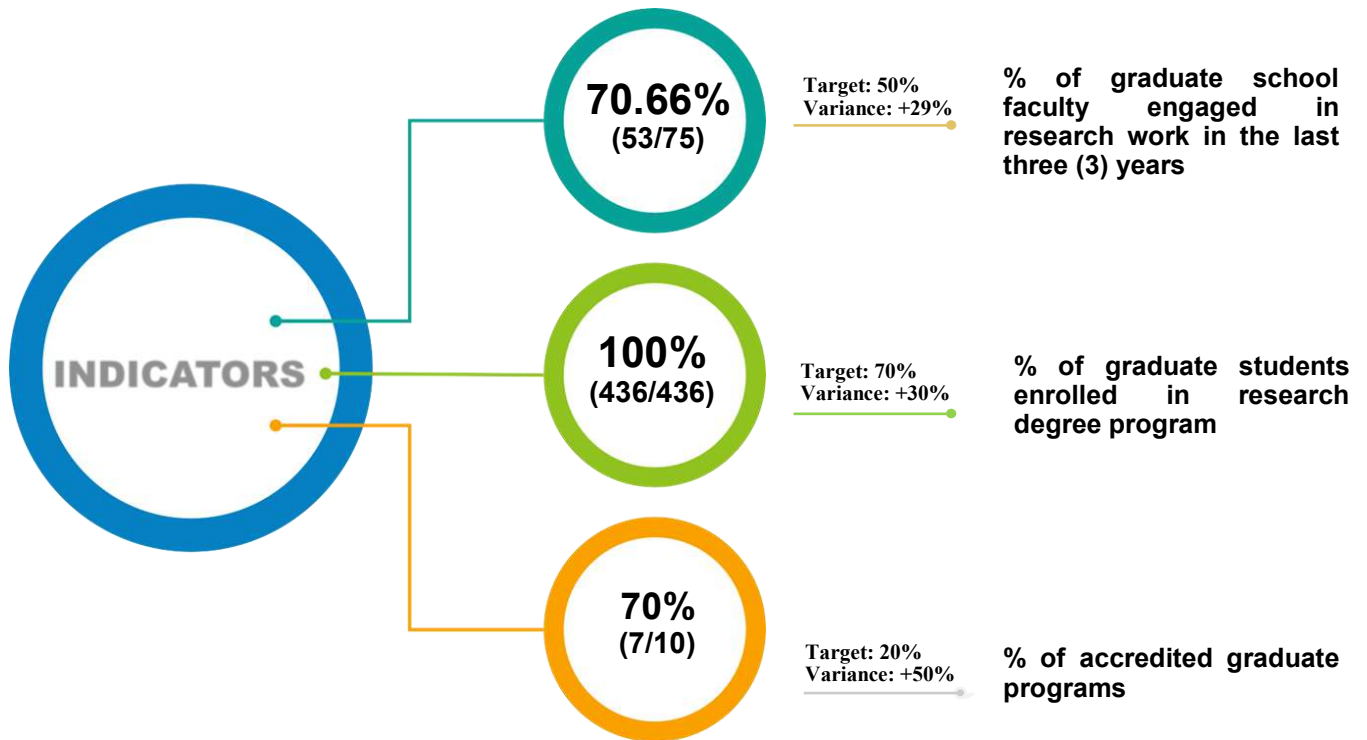 INDICATORS
70.66%
(53/75)
Target: 50%
Variance: +29%
% of graduate school
faculty engaged in
research work in the last
three (3) years
100%
(436/436)
Target: 70%
Variance: +30%
% of graduate students
enrolled in research
degree program
70%
(7/10)
Target: 20%
Variance: +50%
% of accredited graduate
programs